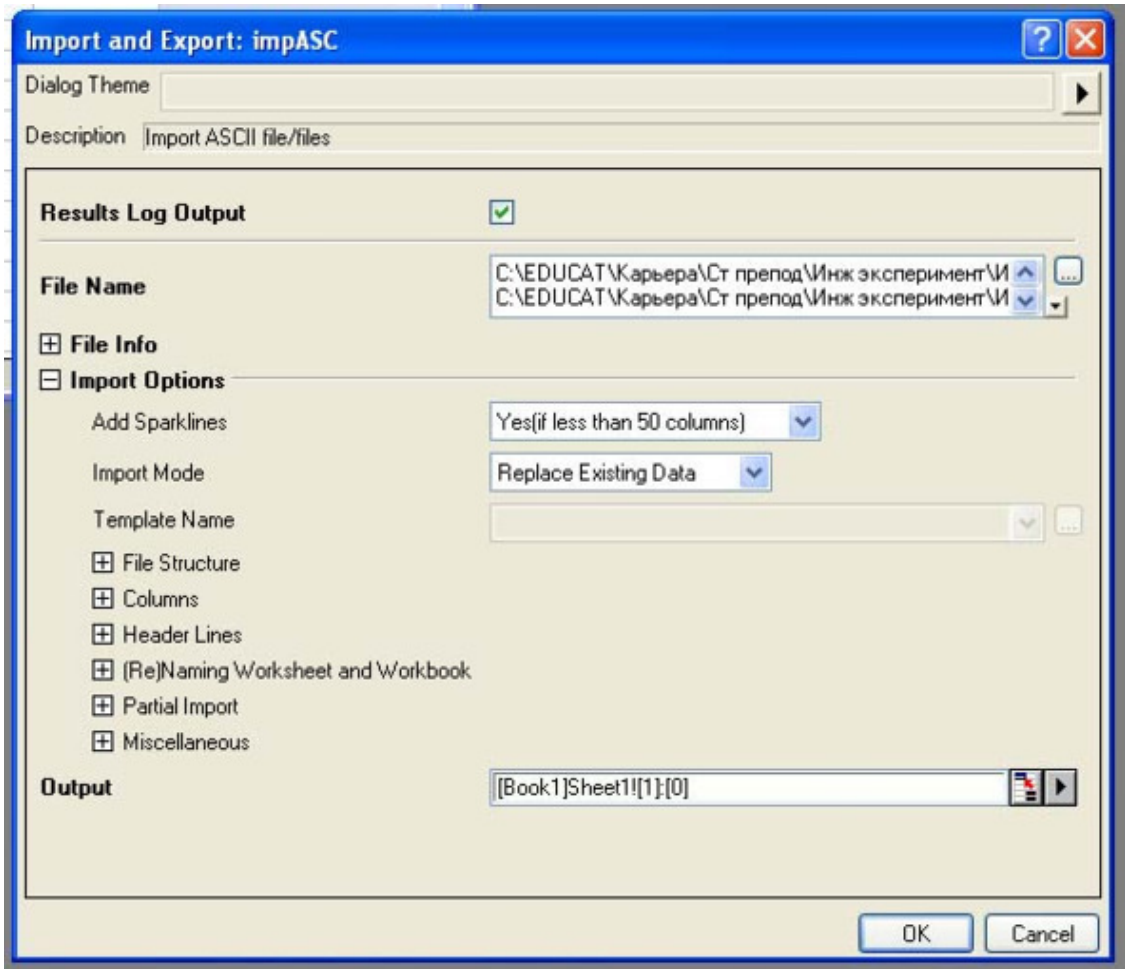 Import and Export: impASC
Dialog Theme
Description Import ASCII file/files
Results Log Output
File Name
C:\EDUCAT\Карьера\Ст препод\Инж эксперимент\И
C:\EDUCAT\Карьера\Ст препод\Инж эксперимент\И
File Info
Import Options
Add Sparklines Yes(if less than 50 columns)
Import Mode Replace Existing Data
Template Name
File Structure
Columns
Header Lines
(Re)Naming Worksheet and Workbook
Partial Import
Miscellaneous
Output [Book1]Sheet1![1]:[0]
OK Cancel